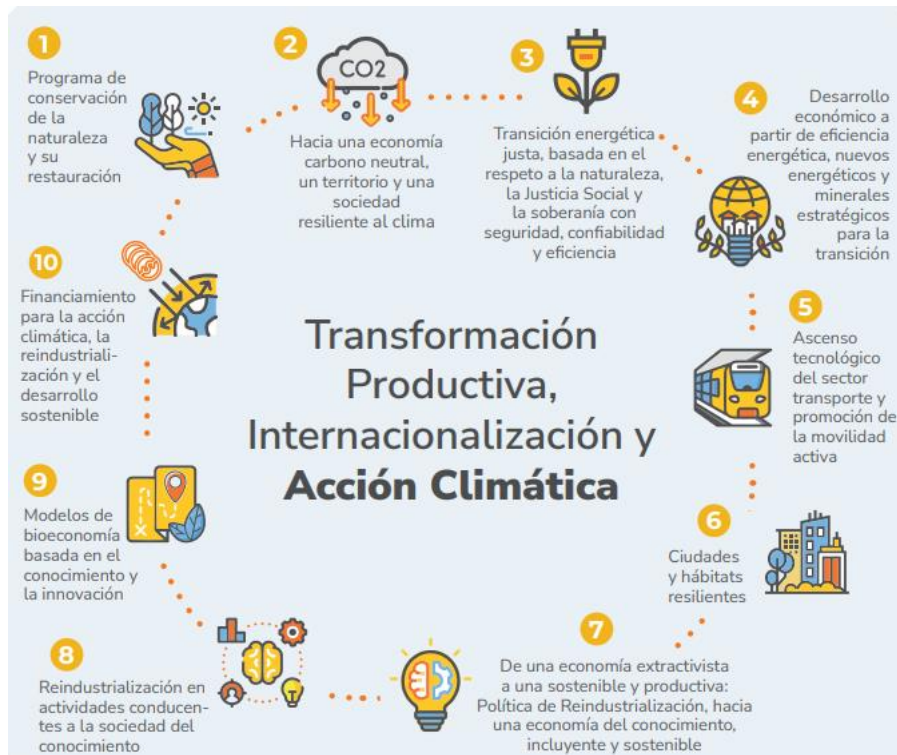 1
Programa de
conservación
de la
naturaleza
y su
restauración
2
CO2
Hacia una economía
carbono neutral,
un territorio y una
sociedad
resiliente al clima
3
Transición energética
justa, basada en el
respeto a la naturaleza,
la Justicia Social y
la soberanía con
seguridad, confiabilidad
y eficiencia
4
Desarrollo
económico a
partir de eficiencia
energética, nuevos
energéticos y
minerales
estratégicos
para la
transición
5
Ascenso
tecnológico
del sector
transporte y
promoción de
la movilidad
activa
6
Ciudades
y hábitats
resilientes
7
De una economía extractivista
a una sostenible y productiva:
Política de Reindustrialización, hacia
una economía del conocimiento,
incluyente y sostenible
8
Reindustrialización en
actividades conducen-
tes a la sociedad del
conocimiento
9
Modelos de
bioeconomía
basada en el
conocimiento y
la innovación
10
Financiamiento
para la acción
climática, la
reindustriali-
zación y el
desarrollo
sostenible
Transformación
Productiva,
Internacionalización y
Acción Climática